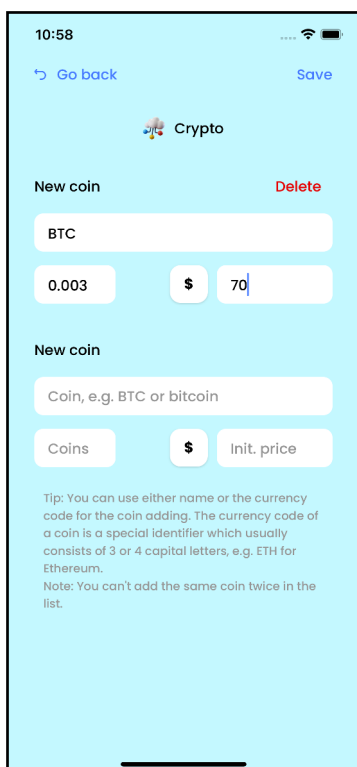 10:58
Go back Save
Crypto
New coin Delete
BTC
0.003 $ 70
New coin
Coin, e.g. BTC or bitcoin
Coins $ Init. price
Tip: You can use either name or the currency
code for the coin adding. The currency code of
a coin is a special identifier which usually
consists of 3 or 4 capital letters, e.g. ETH for
Ethereum.
Note: You can't add the same coin twice in the
list.